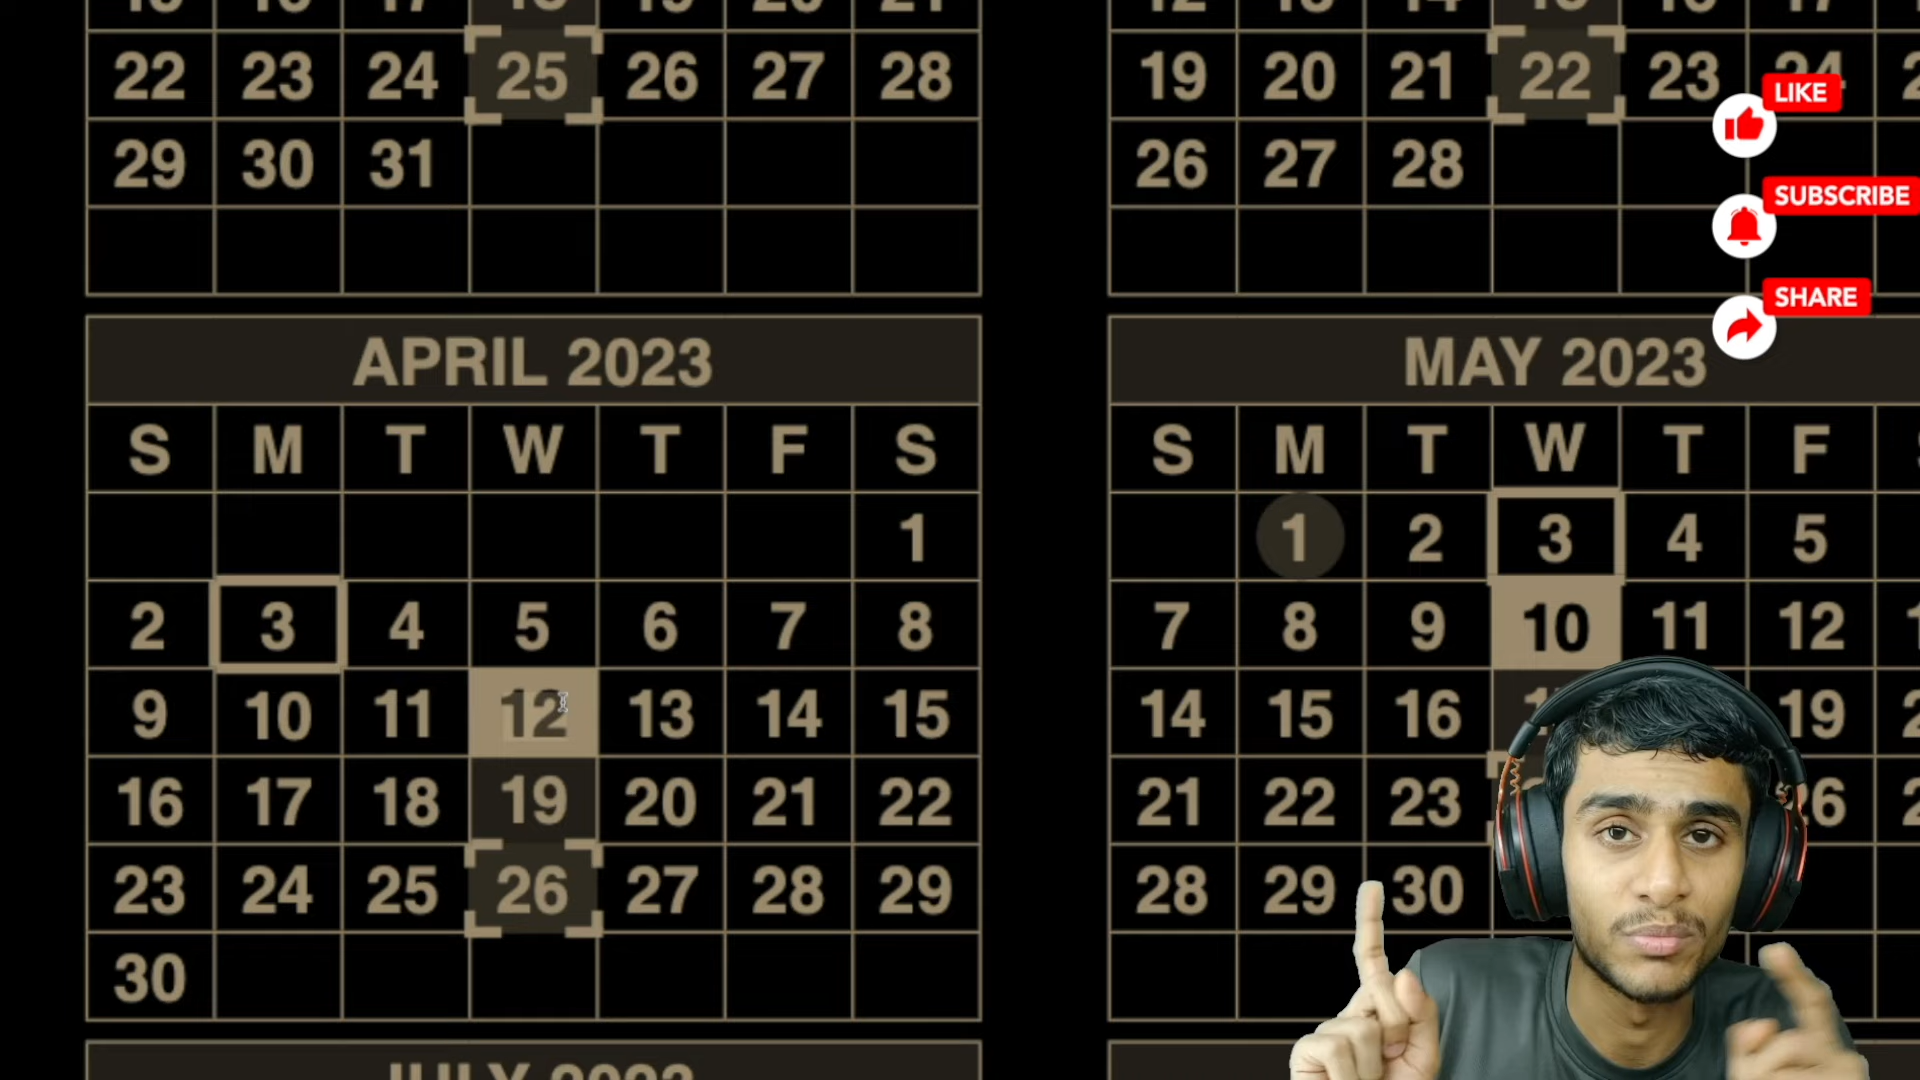 22 23 24 25 26 27 28
29 30 31
19 20 21 22 23 24
26 27 28
LIKE
SUBSCRIBE
SHARE
APRIL 2023
S M T W T F S
1
2 3 4 5 6 7 8
9 10 11 12 13 14 15
16 17 18 19 20 21 22
23 24 25 26 27 28 29
30
MAY 2023
S M T W T F
1 2 3 4 5
7 8 9 10 11 12
14 15 16 19
21 22 23 26
28 29 30
JULY 2023